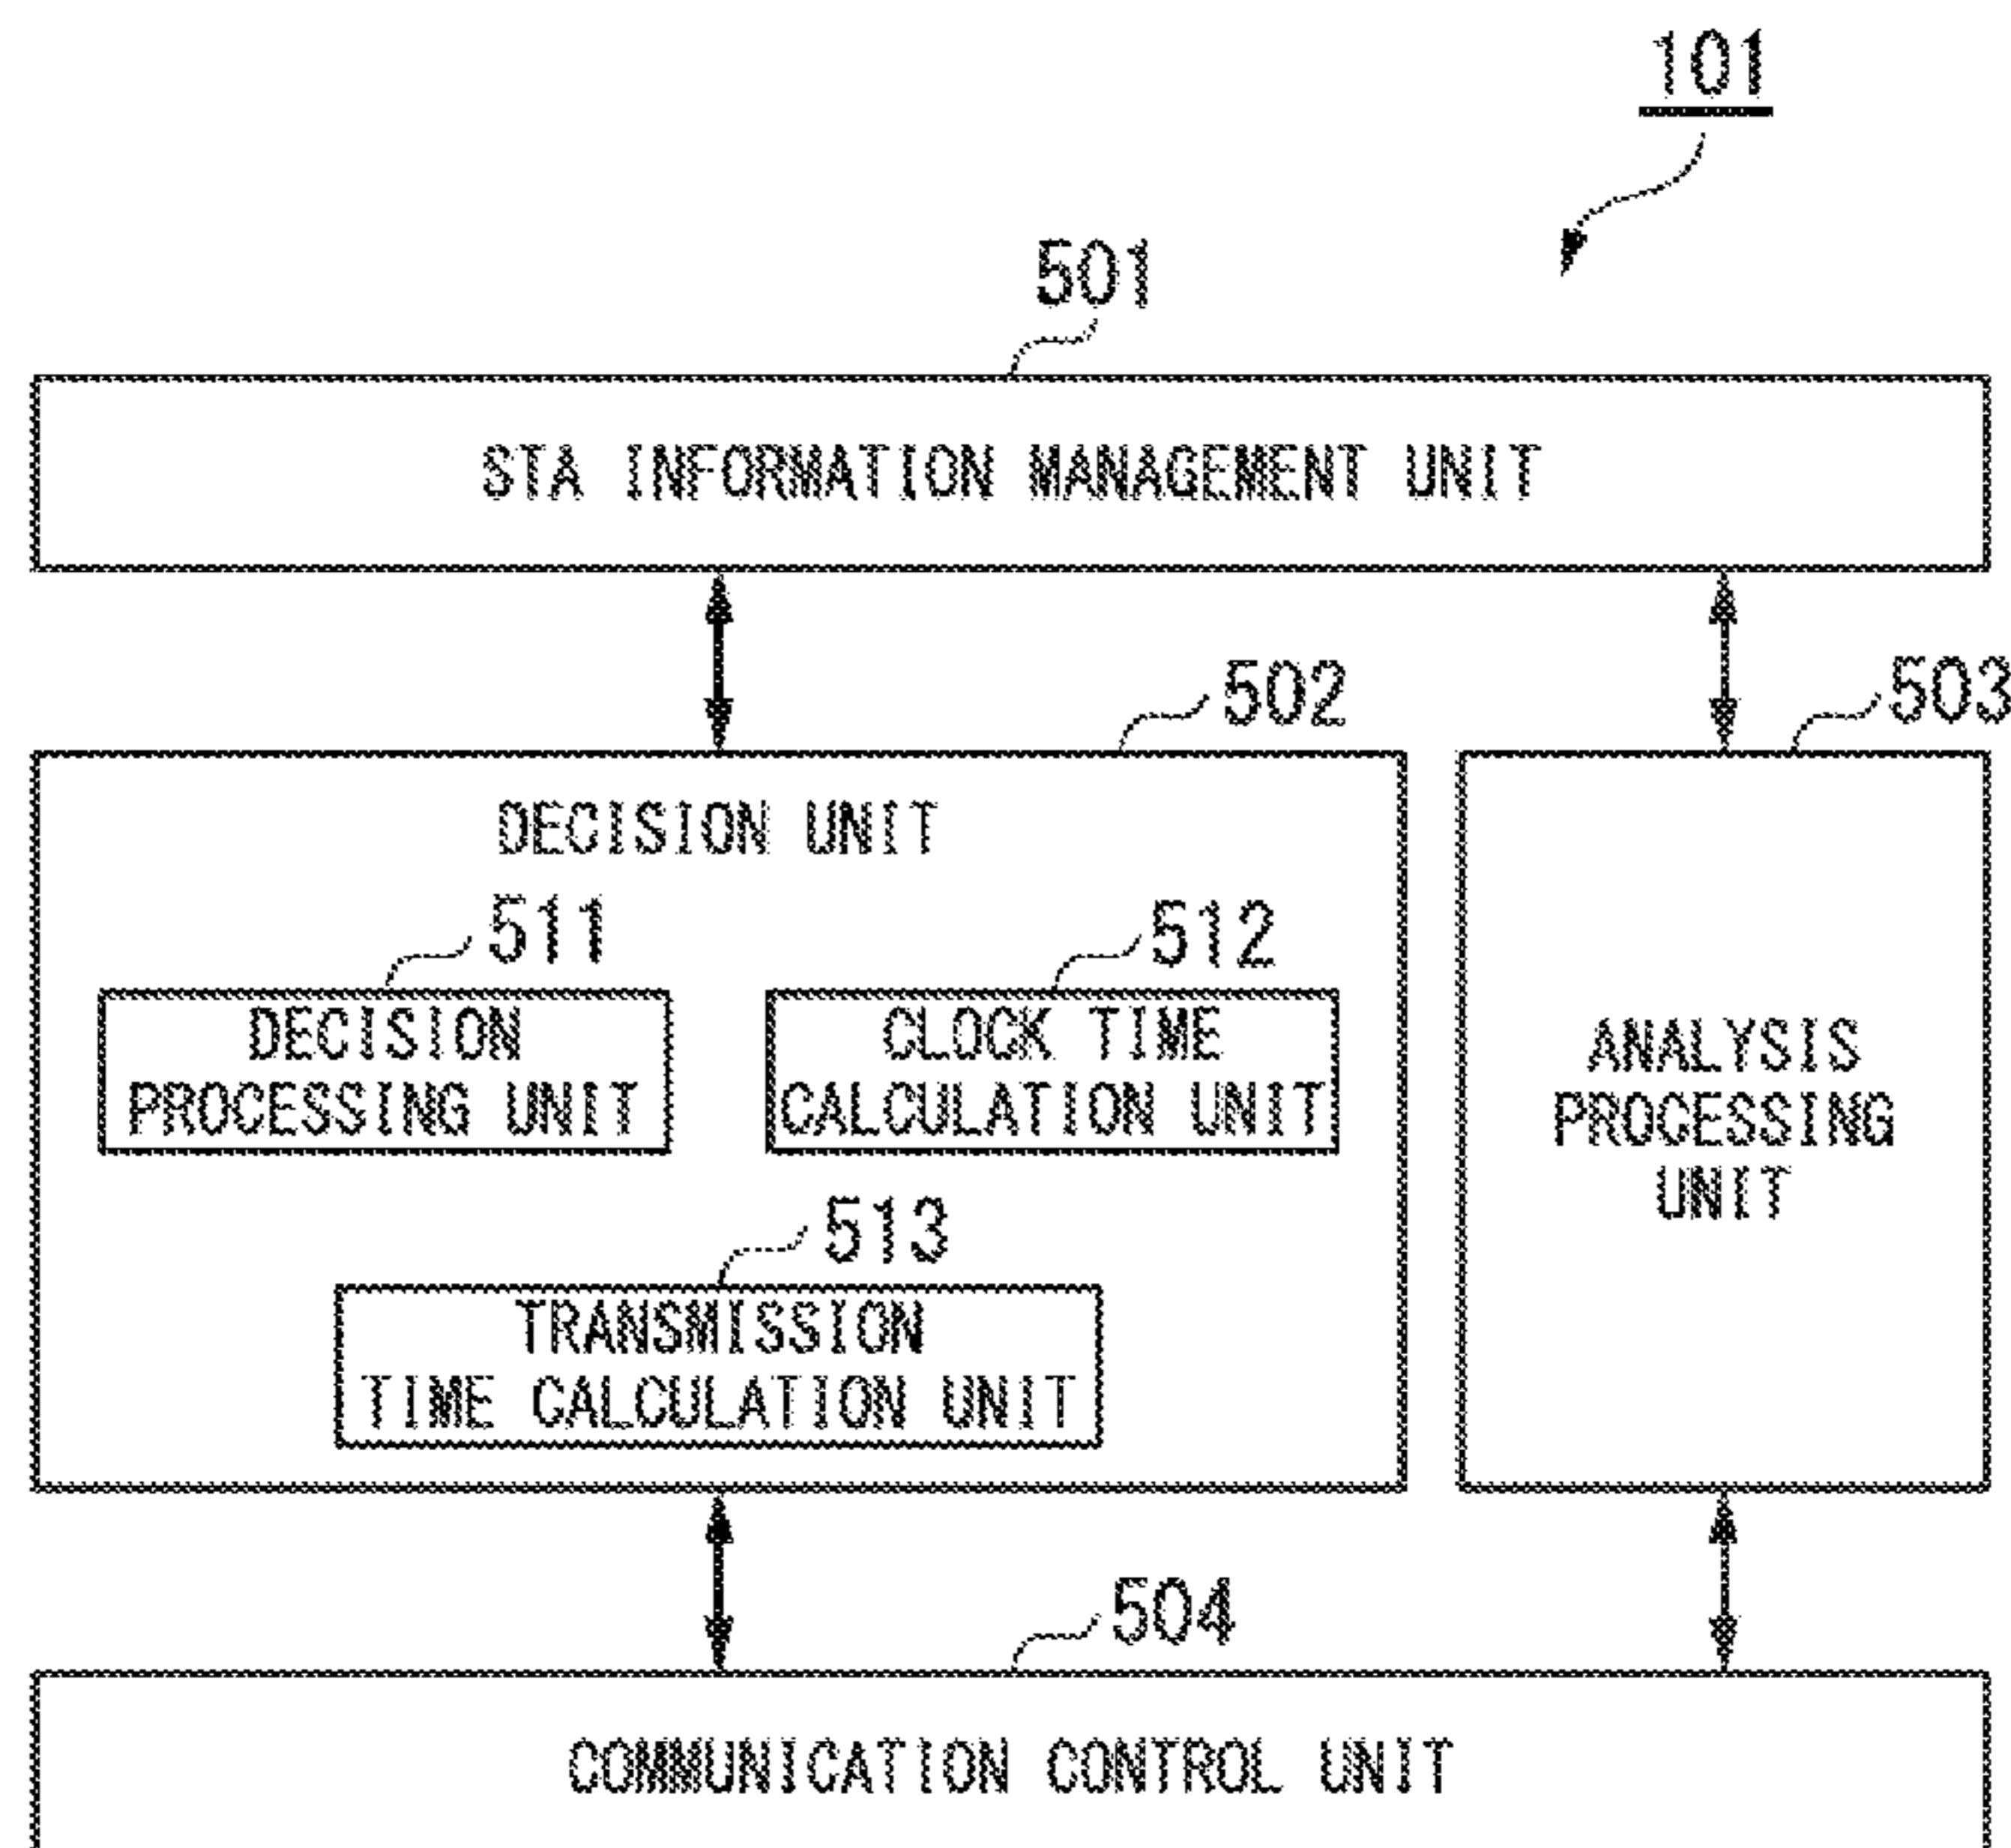 101
501
STA INFORMATION MANAGEMENT UNIT
502
503
DECISION UNIT
511
512
DECISION
PROCESSING UNIT
CLOCK TIME
CALCULATION UNIT
ANALYSIS
PROCESSING
UNIT
513
TRANSMISSION
TIME CALCULATION UNIT
504
COMMUNICATION CONTROL UNIT